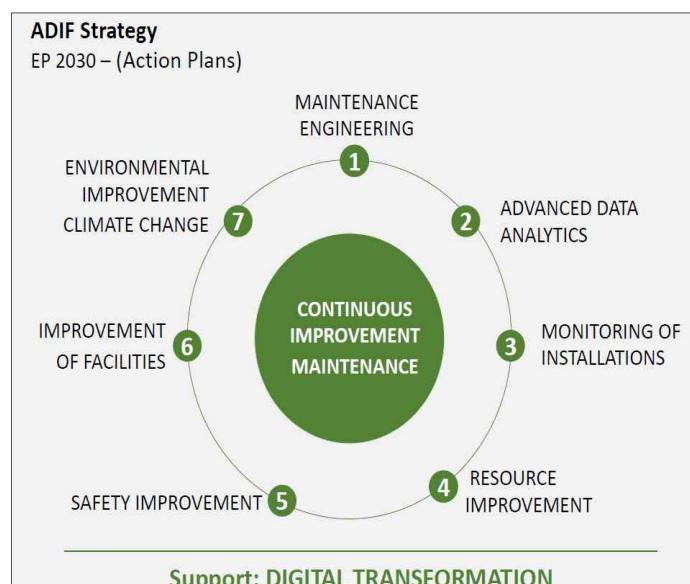 ADIF Strategy
EP 2030 – (Action Plans)
MAINTENANCE
ENGINEERING
1
ADVANCED DATA
ANALYTICS
2
MONITORING OF
INSTALLATIONS
3
RESOURCE
IMPROVEMENT
4
SAFETY IMPROVEMENT
5
IMPROVEMENT
OF FACILITIES
6
ENVIRONMENTAL
IMPROVEMENT
CLIMATE CHANGE
7
CONTINUOUS
IMPROVEMENT
MAINTENANCE
Support: DIGITAL TRANSFORMATION